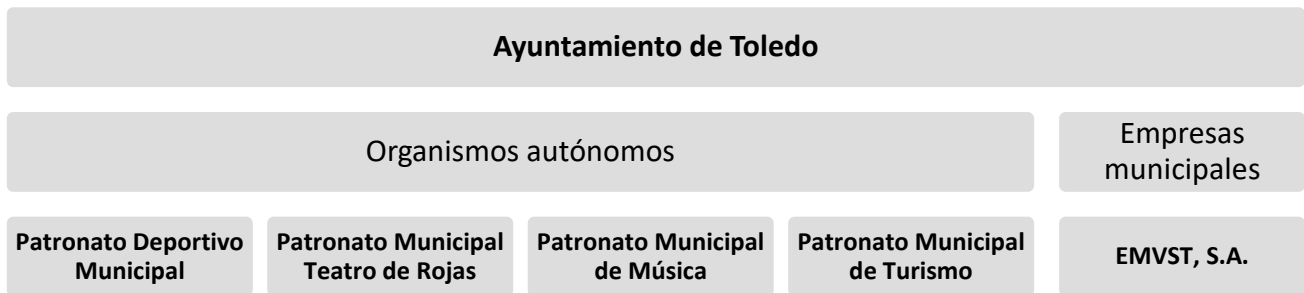 Ayuntamiento de Toledo
Organismos autónomos
Empresas
municipales
Patronato Deportivo
Municipal
Patronato Municipal
Teatro de Rojas
Patronato Municipal
de Música
Patronato Municipal
de Turismo
EMVST, S.A.